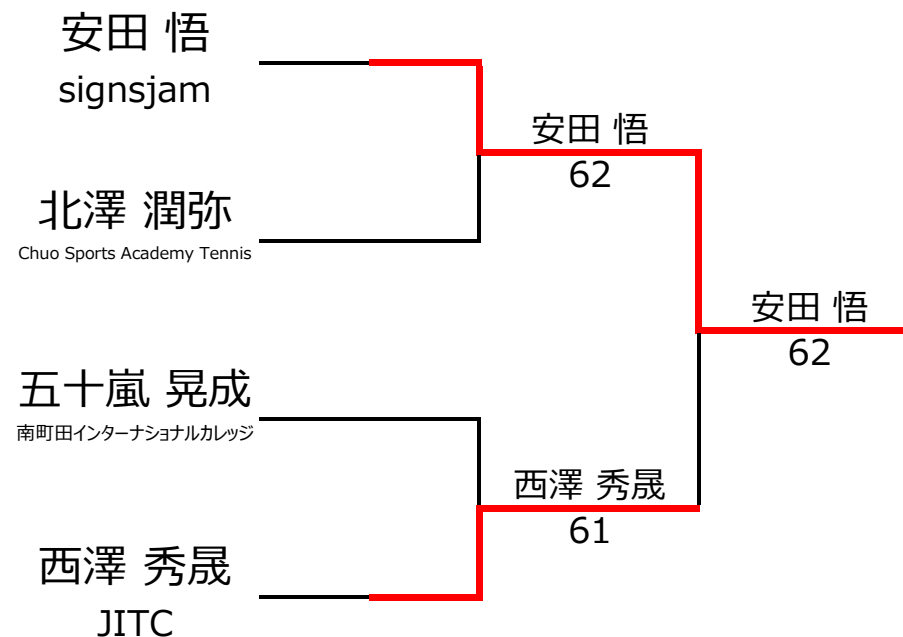 安田 悟
signsjam
北澤 潤弥
Chuo Sports Academy Tennis
五十嵐 晃成
南町田インターナショナルカレッジ
西澤 秀晟
JITC
安田 悟
62
西澤 秀晟
61
安田 悟
62